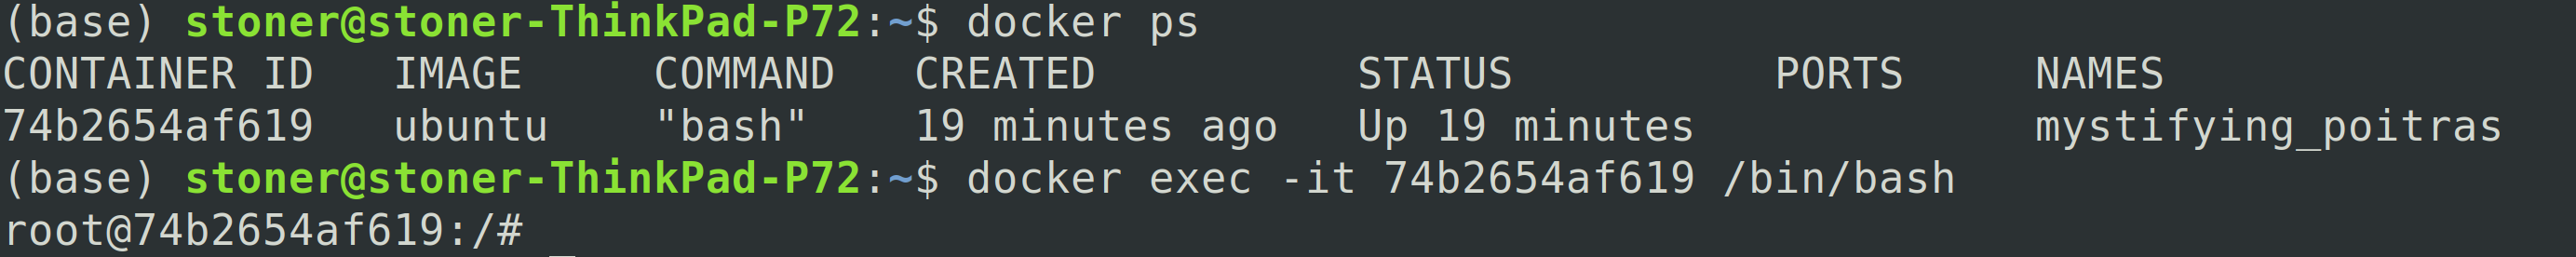 (base) stoner@stoner-ThinkPad-P72:~$ docker ps
CONTAINER ID   IMAGE     COMMAND   CREATED          STATUS          PORTS     NAMES
74b2654af619   ubuntu    "bash"    19 minutes ago   Up 19 minutes             mystifying_poitras
(base) stoner@stoner-ThinkPad-P72:~$ docker exec -it 74b2654af619 /bin/bash
root@74b2654af619:/#